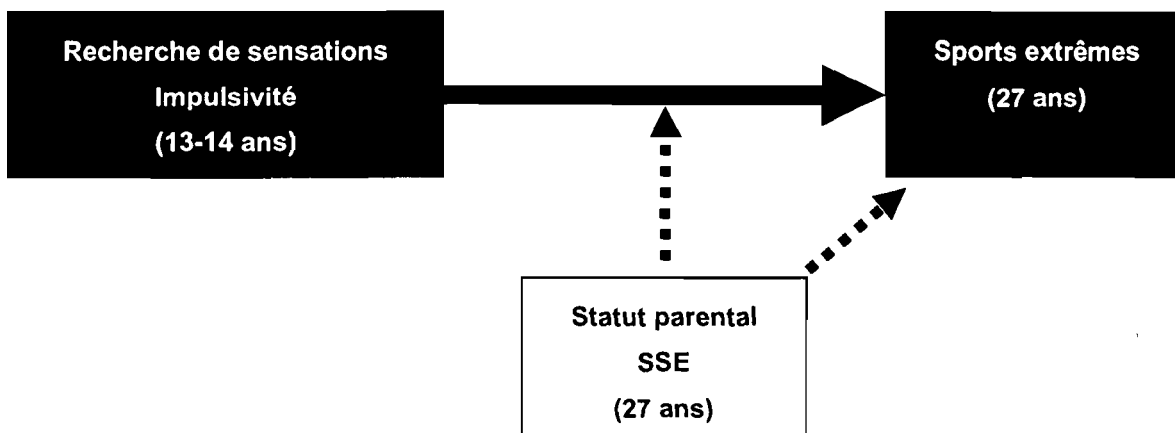 Recherche de sensations
Impulsivité
(13-14 ans)
Sports extrêmes
(27 ans)
Statut parental
SSE
(27 ans)